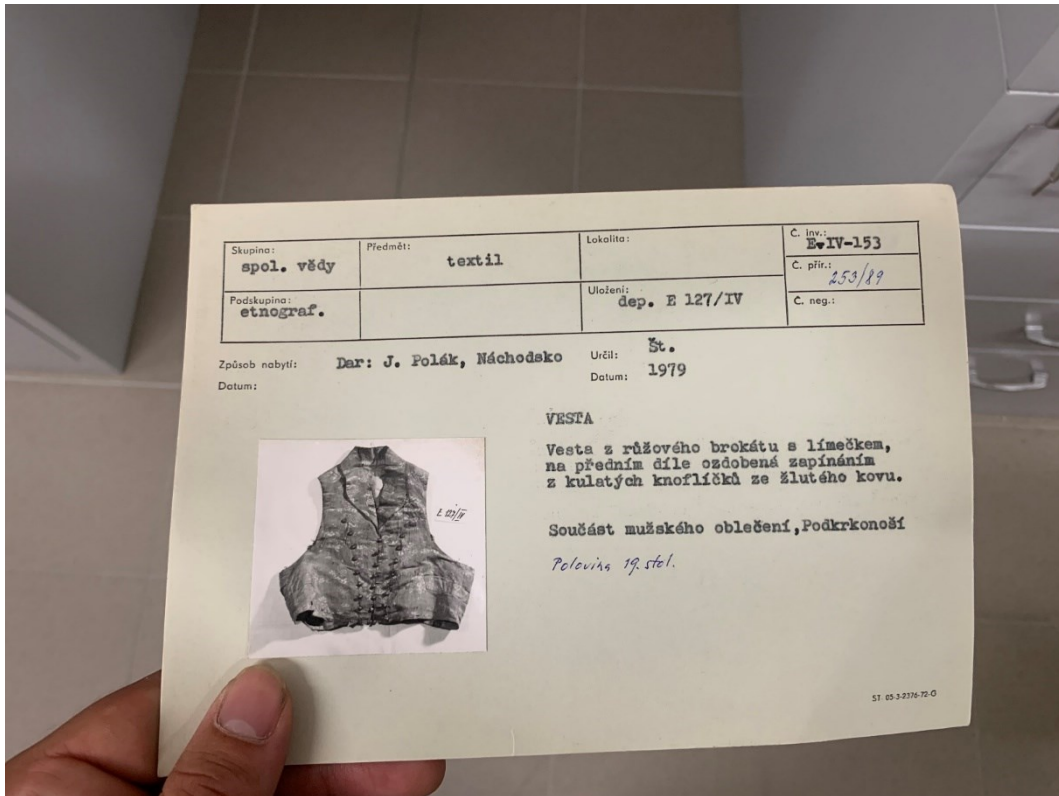 Skupina: Předmět: Lokalita: Č. inv.:
spol. vědy textil E.IV-153
Č. přír.:
253/89
Podskupina: Uložení: Č. neg.:
etnograf. dep. E 127/IV
Způsob nabytí: Dar: J. Polák, Náchodsko Určil: Št.
Datum: Datum: 1979
VESTA
Vesta z růžového brokátu s límečkem,
na předním díle ozdobená zapínáním
z kulatých knoflíčků ze žlutého kovu.
Součást mužského oblečení,Podkrkonoší
Polovina 19. stol.
E 127/IV
ST 05-3-2376-72-G